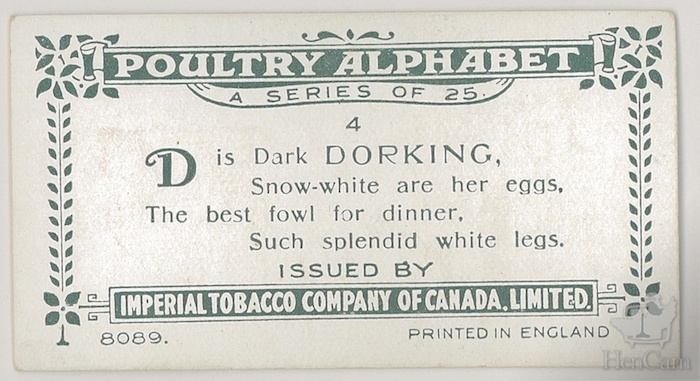 POULTRY ALPHABET
A SERIES OF 25.
4
D is Dark DORKING,
Snow-white are her eggs,
The best fowl for dinner,
Such splendid white legs.
ISSUED BY
IMPERIAL TOBACCO COMPANY OF CANADA, LIMITED.
8089. PRINTED IN ENGLAND
HenCam